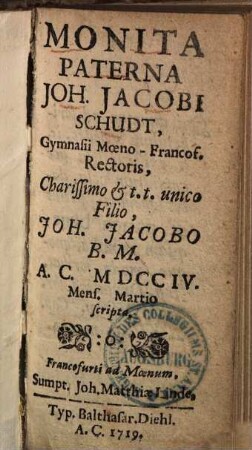 MONITA
PATERNA
JOH. JACOBI
SCHUDT,
Gymnasii Mœno-Francof.
Rectoris,
Charissimo & t.t. unico
Filio,
JOH. JACOBO
B. M.
A. C. MDCCIV.
Mens. Martio
scripta.
Francofurti ad Mœnum,
Sumpt. Joh. Matthiæ Linde.
Typ. Balthasar. Diehl.
A. C. 1719.